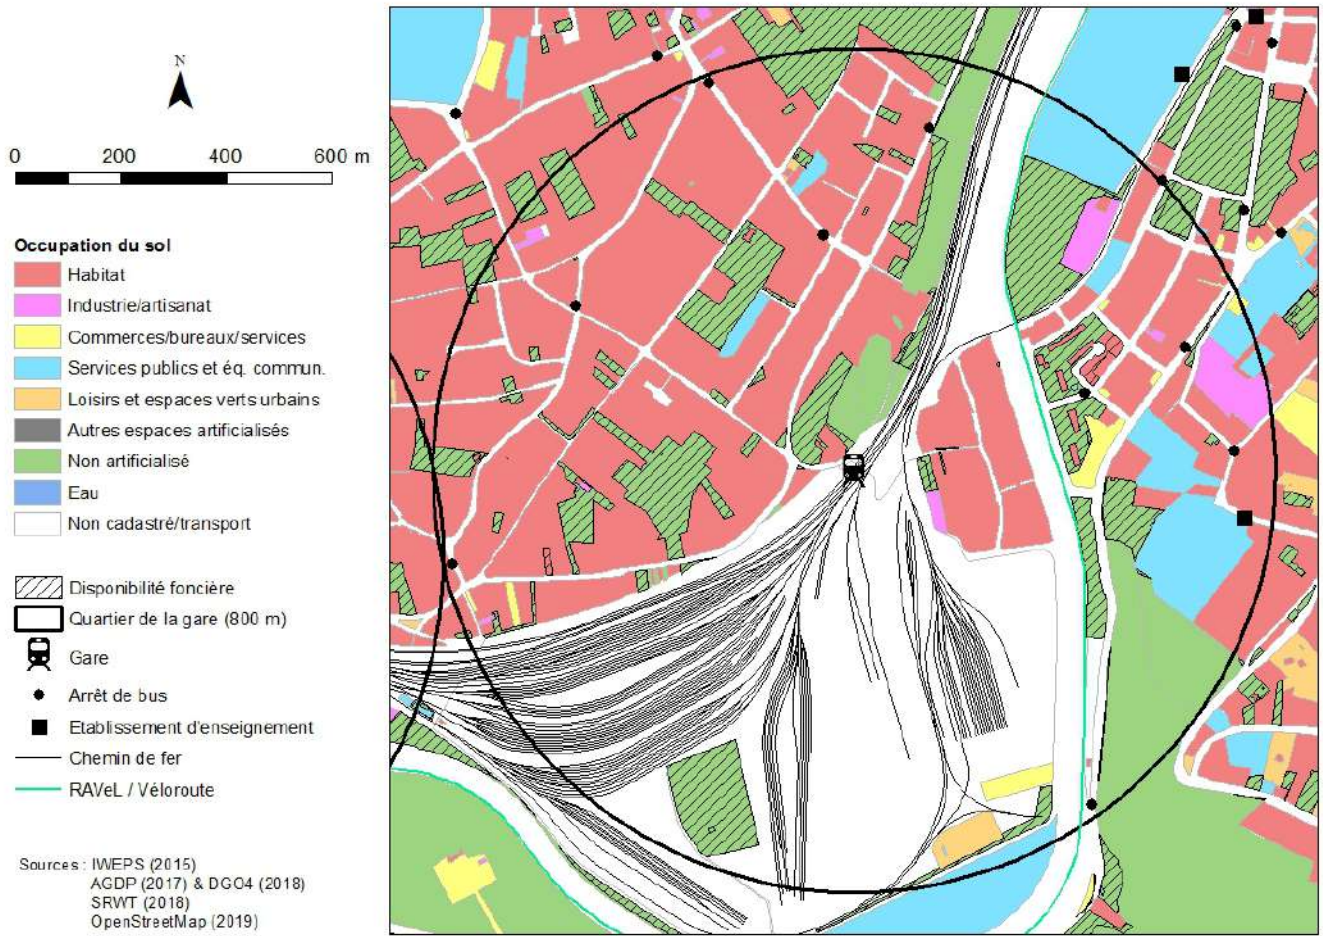 N
0 200 400 600 m
Occupation du sol
Habitat
Industrie/artisanat
Commerces/bureaux/services
Services publics et éq. commun.
Loisirs et espaces verts urbains
Autres espaces artificialisés
Non artificialisé
Eau
Non cadastré/transport
Disponibilité foncière
Quartier de la gare (800 m)
Gare
Arrêt de bus
Etablissement d'enseignement
Chemin de fer
RAVeL / Véloroute
Sources : IWEPS (2015)
AGDP (2017) & DGO4 (2018)
SRWT (2018)
OpenStreetMap (2019)